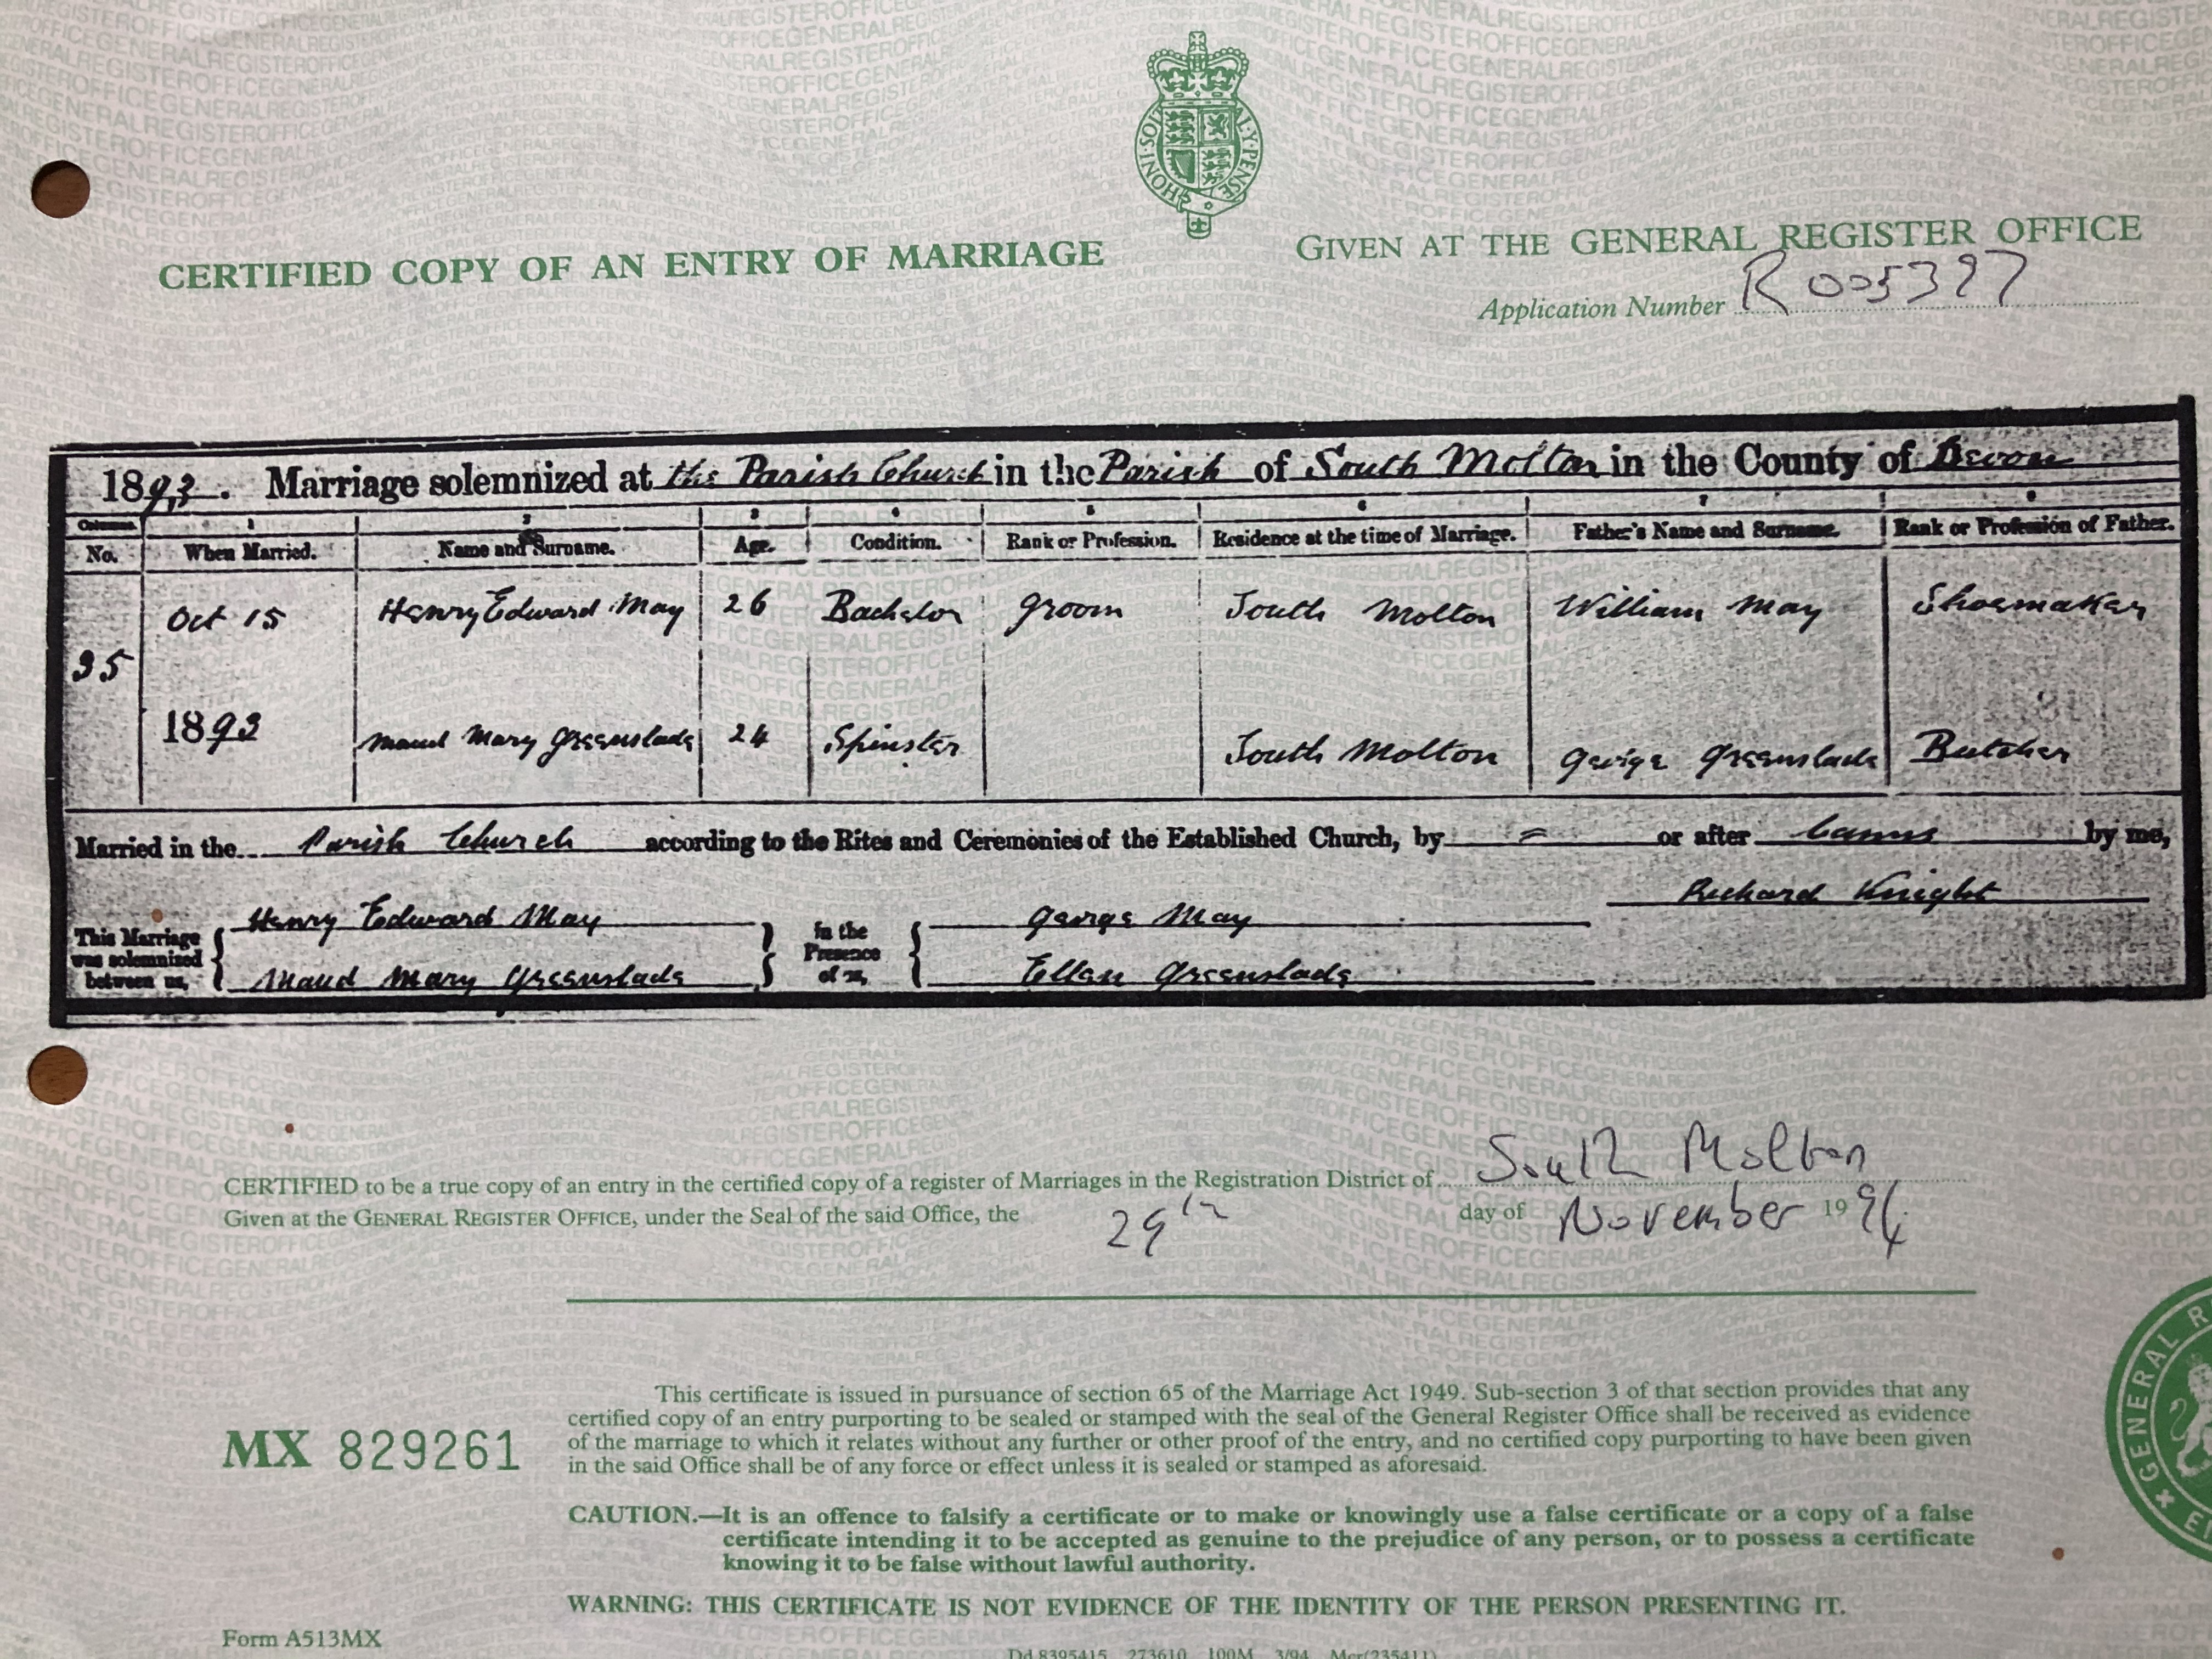 HONI·SOI
AL·Y·PENSE
CERTIFIED COPY OF AN ENTRY OF MARRIAGE
GIVEN AT THE GENERAL REGISTER OFFICE
Application Number R 005397
1893. Marriage solemnized at the Parish Church in the Parish of South Molton in the County of Devon
Columns. 1 2 3 4 5 6 7 8
No. When Married. Name and Surname. Age. Condition. Rank or Profession. Residence at the time of Marriage. Father's Name and Surname. Rank or Profession of Father.
Oct 15 Henry Edward May 26 Bachelor Groom South Molton William May Shoemaker
35
1893 Maud Mary Greenslade 24 Spinster South Molton George Greenslade Butcher
Married in the Parish Church according to the Rites and Ceremonies of the Established Church, by = or after banns by me,
Richard Knight
This Marriage was solemnized between us, Henry Edward May in the Presence of us, George May
Maud Mary Greenslade Ellen Greenslade
CERTIFIED to be a true copy of an entry in the certified copy of a register of Marriages in the Registration District of South Molton
Given at the GENERAL REGISTER OFFICE, under the Seal of the said Office, the 29th day of November 1994
This certificate is issued in pursuance of section 65 of the Marriage Act 1949. Sub-section 3 of that section provides that any
certified copy of an entry purporting to be sealed or stamped with the seal of the General Register Office shall be received as evidence
of the marriage to which it relates without any further or other proof of the entry, and no certified copy purporting to have been given
in the said Office shall be of any force or effect unless it is sealed or stamped as aforesaid.
MX 829261
CAUTION.—It is an offence to falsify a certificate or to make or knowingly use a false certificate or a copy of a false
certificate intending it to be accepted as genuine to the prejudice of any person, or to possess a certificate
knowing it to be false without lawful authority.
WARNING: THIS CERTIFICATE IS NOT EVIDENCE OF THE IDENTITY OF THE PERSON PRESENTING IT.
Form A513MX
Dd 8395415 273610 100M 3/94 Mcr(235411)
GENERAL R